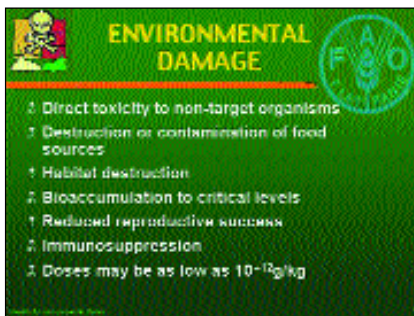 ENVIRONMENTAL
DAMAGE
F A O
Direct toxicity to non-target organisms
Destruction or contamination of food
sources
Habitat destruction
Bioaccumulation to critical levels
Reduced reproductive success
Immunosuppression
Doses may be as low as 10⁻¹²g/kg